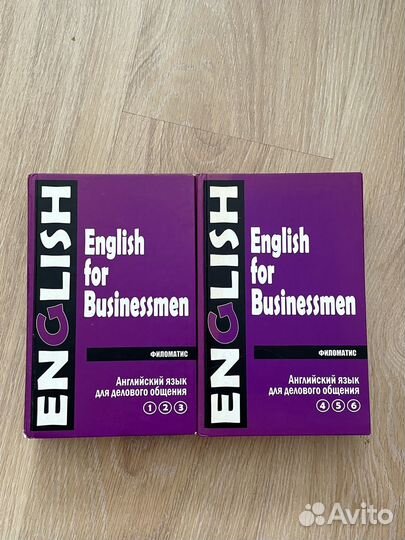 ENGLISH
English
for
Businessmen
ФИЛОМАТИС
Английский язык
для делового общения
1 2 3
ENGLISH
English
for
Businessmen
ФИЛОМАТИС
Английский язык
для делового общения
4 5 6
Avito